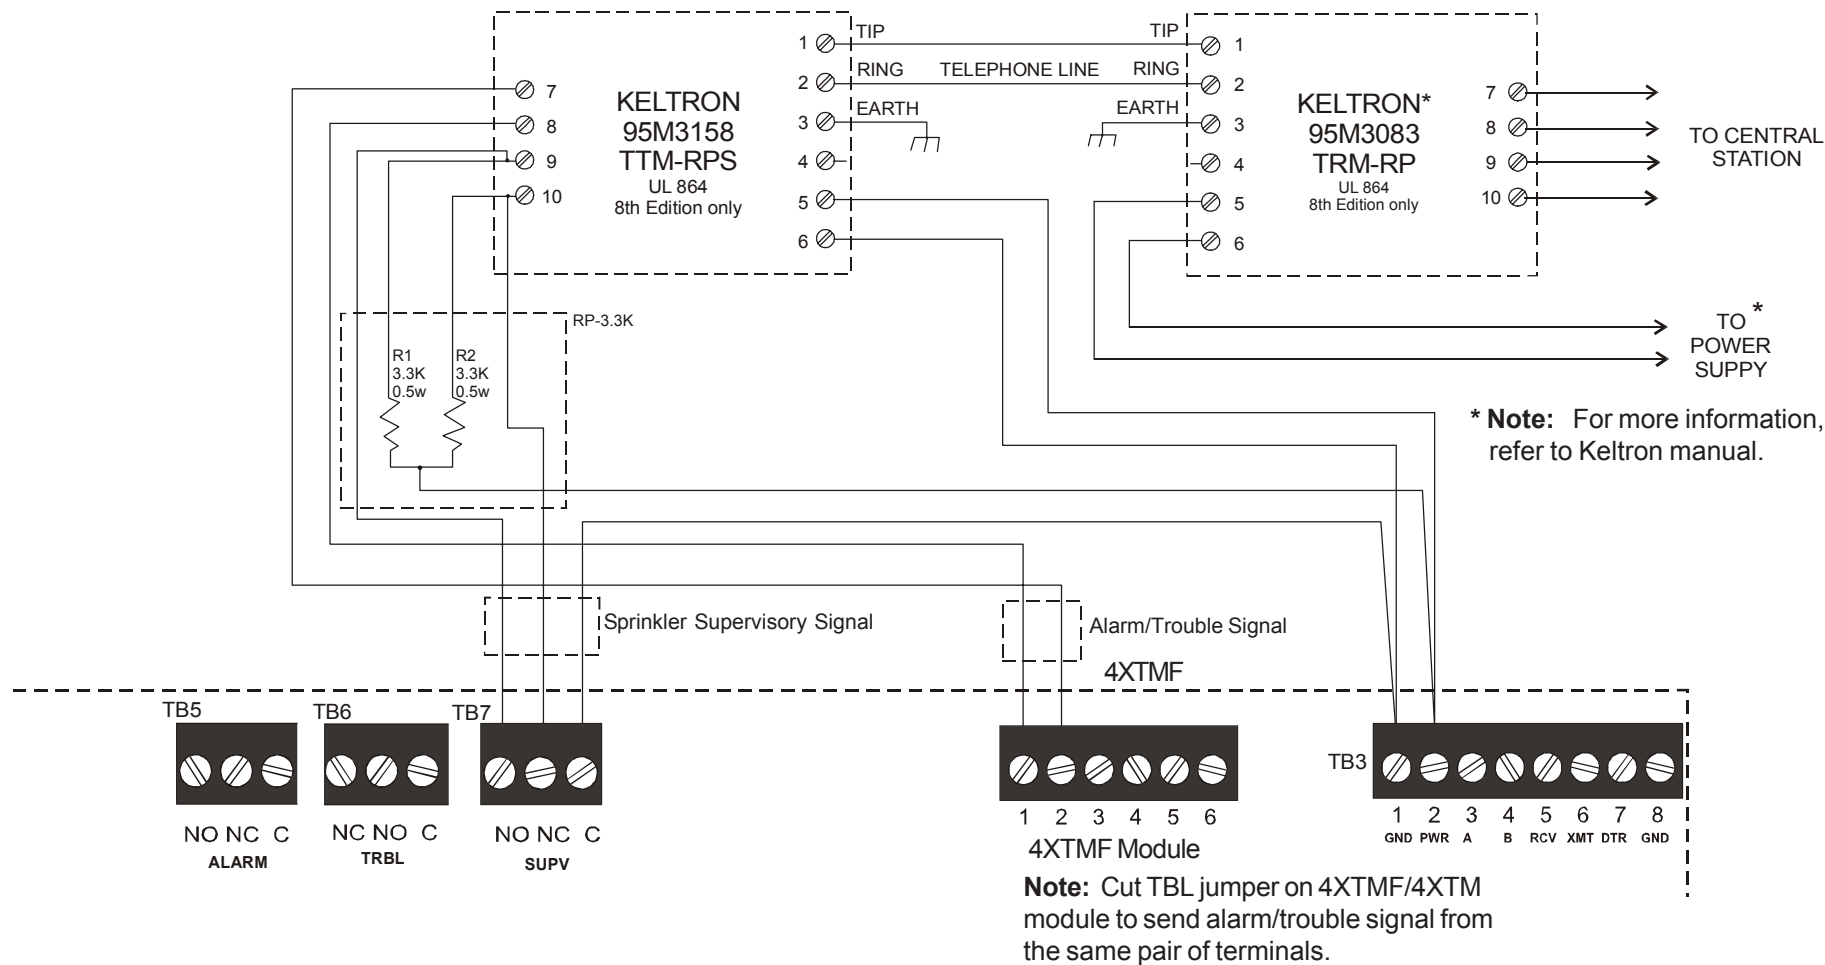 1 TIP
TIP 1
2 RING
TELEPHONE LINE
RING 2
3 EARTH
EARTH 3
4
4
5
5
6
6
7
8
9
10
KELTRON
95M3158
TTM-RPS
UL 864
8th Edition only
KELTRON*
95M3083
TRM-RP
UL 864
8th Edition only
7
8
9
10
TO CENTRAL
STATION
TO *
POWER
SUPPY
* Note: For more information,
refer to Keltron manual.
RP-3.3K
R1
3.3K
0.5w
R2
3.3K
0.5w
Sprinkler Supervisory Signal
Alarm/Trouble Signal
4XTMF
TB5
NO NC C
ALARM
TB6
NC NO C
TRBL
TB7
NO NC C
SUPV
1 2 3 4 5 6
4XTMF Module
Note: Cut TBL jumper on 4XTMF/4XTM
module to send alarm/trouble signal from
the same pair of terminals.
TB3
1 2 3 4 5 6 7 8
GND PWR A B RCV XMT DTR GND